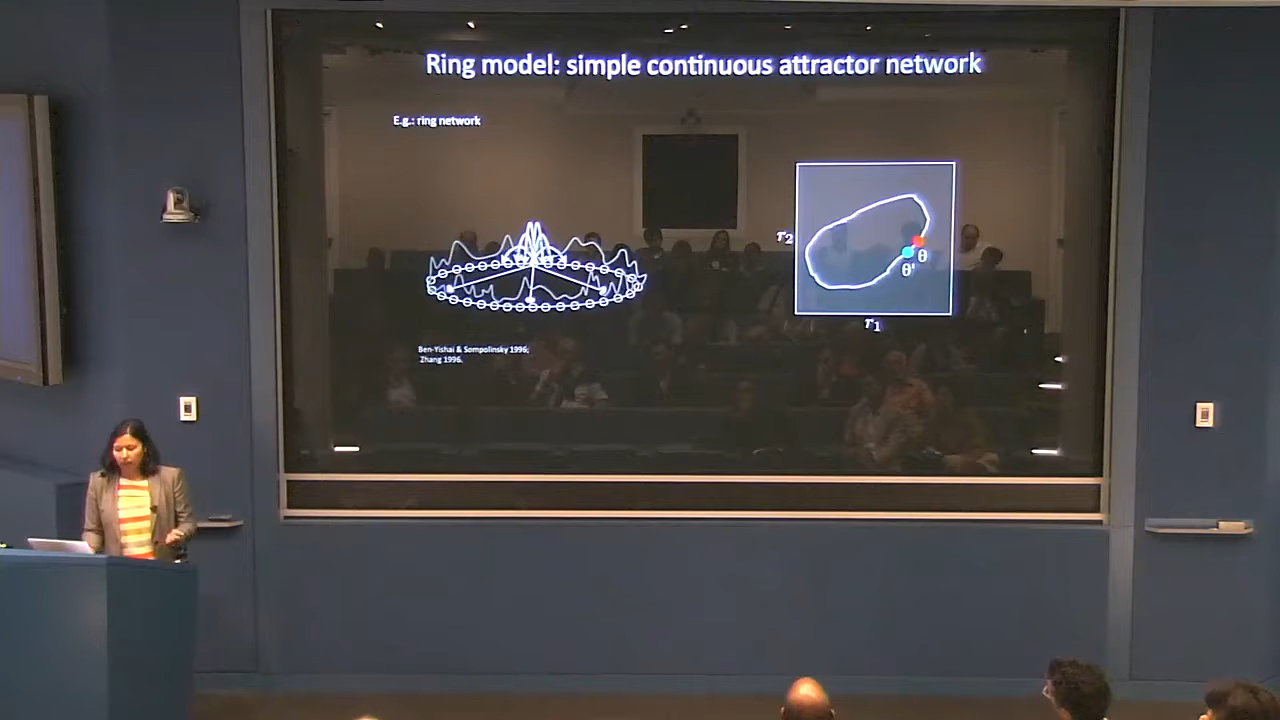 Ring model: simple continuous attractor network
E.g.: ring network
r2
θ
θ'
r1
Ben-Yishai & Sompolinsky 1996;
Zhang 1996.